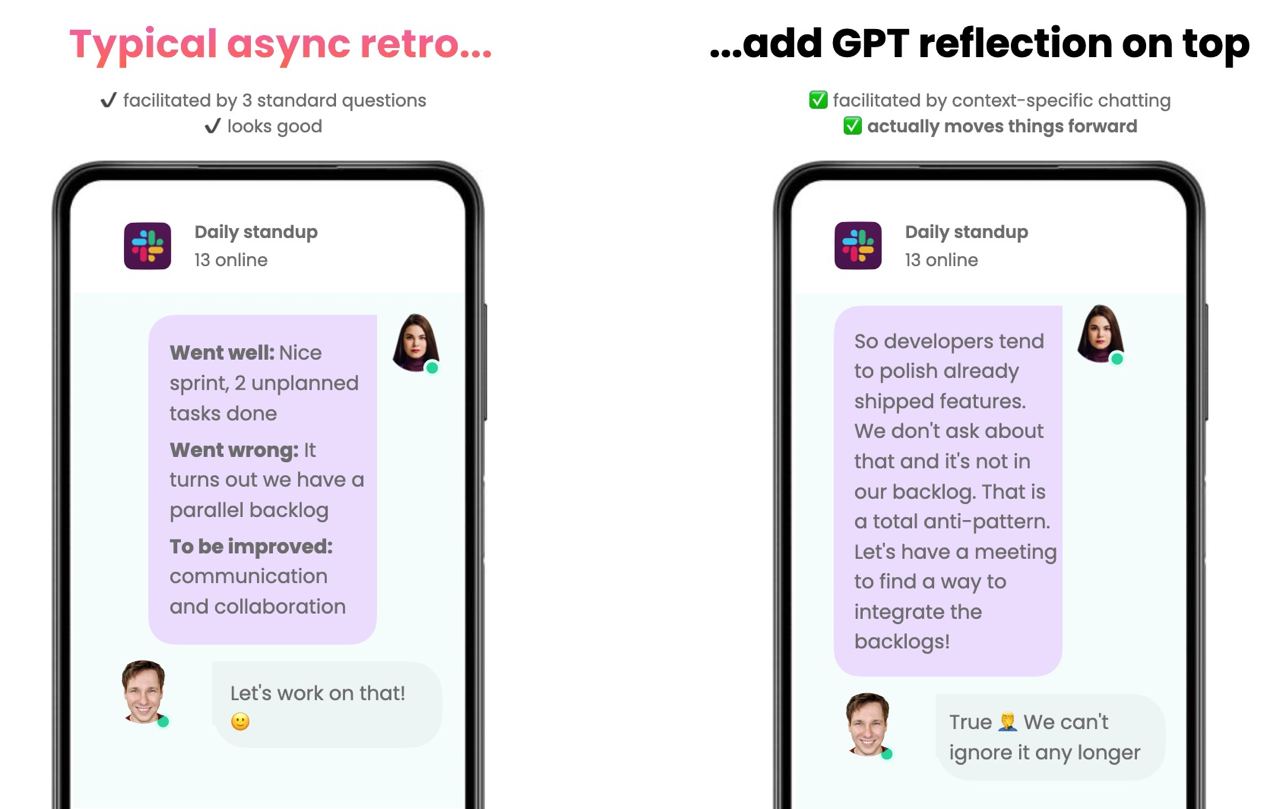 Typical async retro...
✔ facilitated by 3 standard questions
✔ looks good
Daily standup
13 online
Went well: Nice
sprint, 2 unplanned
tasks done
Went wrong: It
turns out we have a
parallel backlog
To be improved:
communication
and collaboration
Let's work on that!
🙂
...add GPT reflection on top
✅ facilitated by context-specific chatting
✅ actually moves things forward
Daily standup
13 online
So developers tend
to polish already
shipped features.
We don't ask about
that and it's not in
our backlog. That is
a total anti-pattern.
Let's have a meeting
to find a way to
integrate the
backlogs!
True 🤦‍♂️ We can't
ignore it any longer